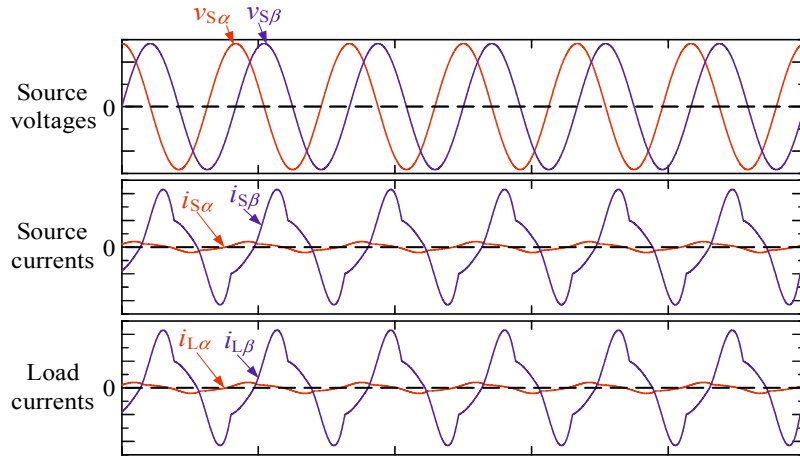 vSα
vSβ
Source
voltages
0
iSα
iSβ
Source
currents
0
iLα
iLβ
Load
currents
0